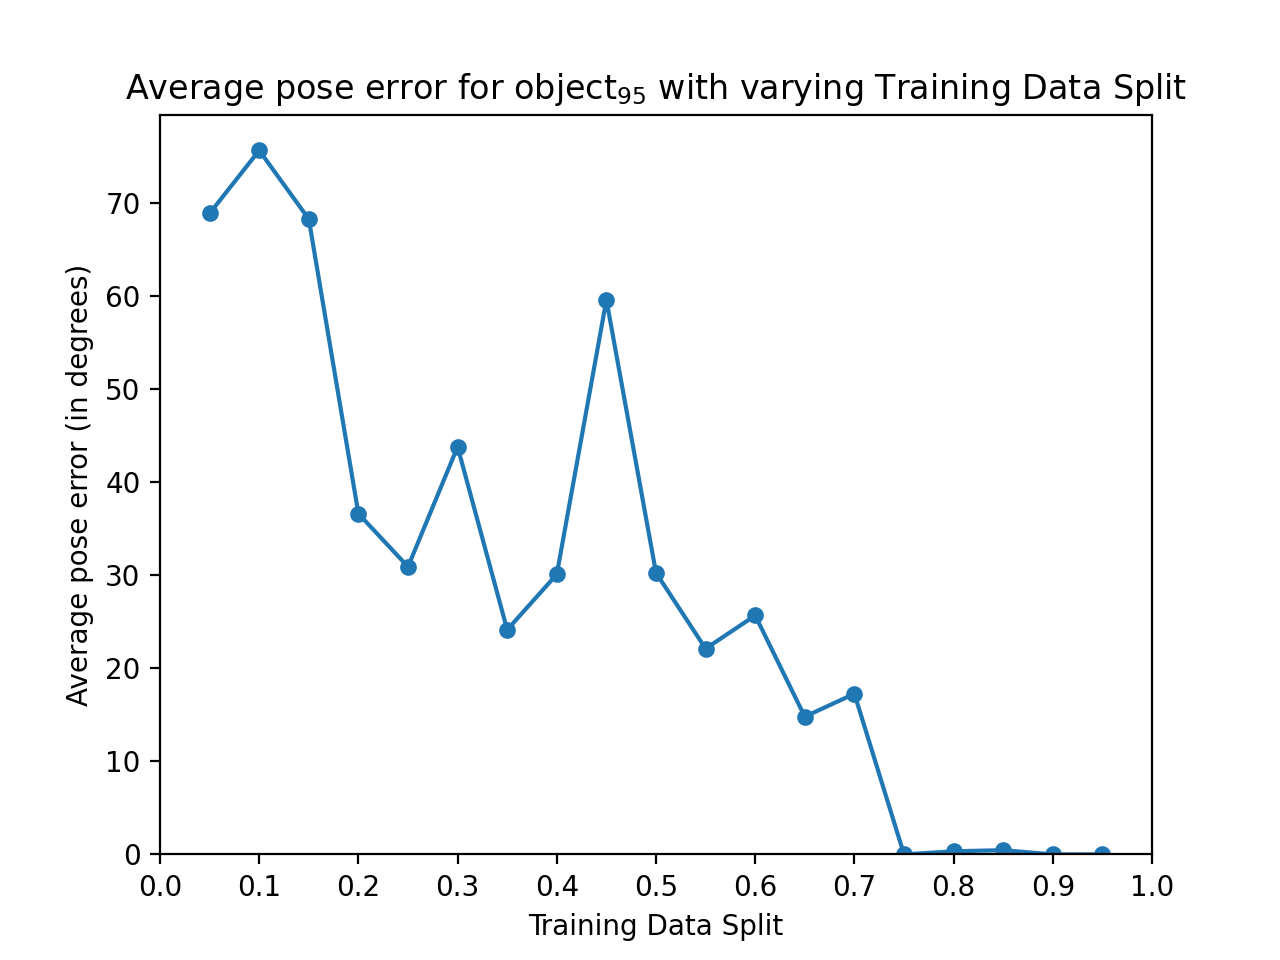 Average pose error for object₉₅ with varying Training Data Split
Average pose error (in degrees)
70
60
50
40
30
20
10
0
0.0 0.1 0.2 0.3 0.4 0.5 0.6 0.7 0.8 0.9 1.0
Training Data Split